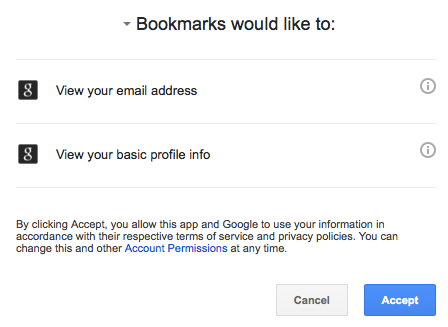 Bookmarks would like to:
g View your email address
g View your basic profile info
By clicking Accept, you allow this app and Google to use your information in
accordance with their respective terms of service and privacy policies. You can
change this and other Account Permissions at any time.
Cancel Accept